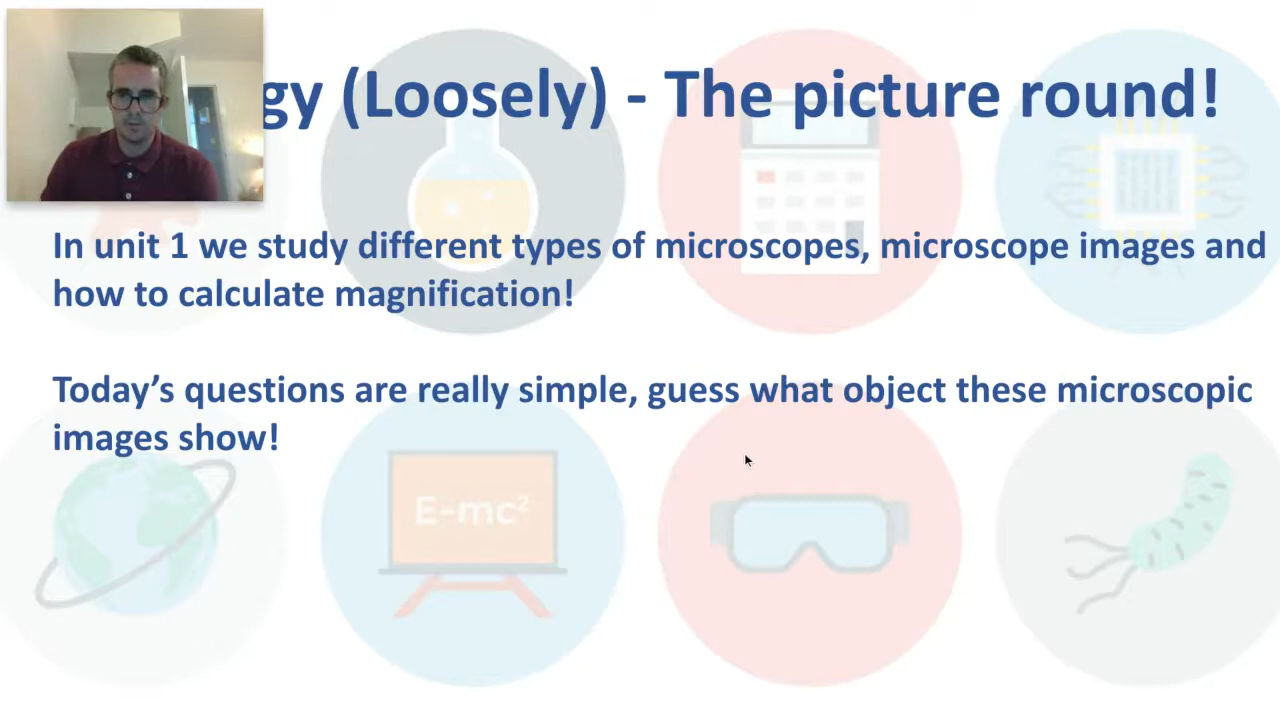 gy (Loosely) - The picture round!
In unit 1 we study different types of microscopes, microscope images and
how to calculate magnification!
Today’s questions are really simple, guess what object these microscopic
images show!
E-mc²